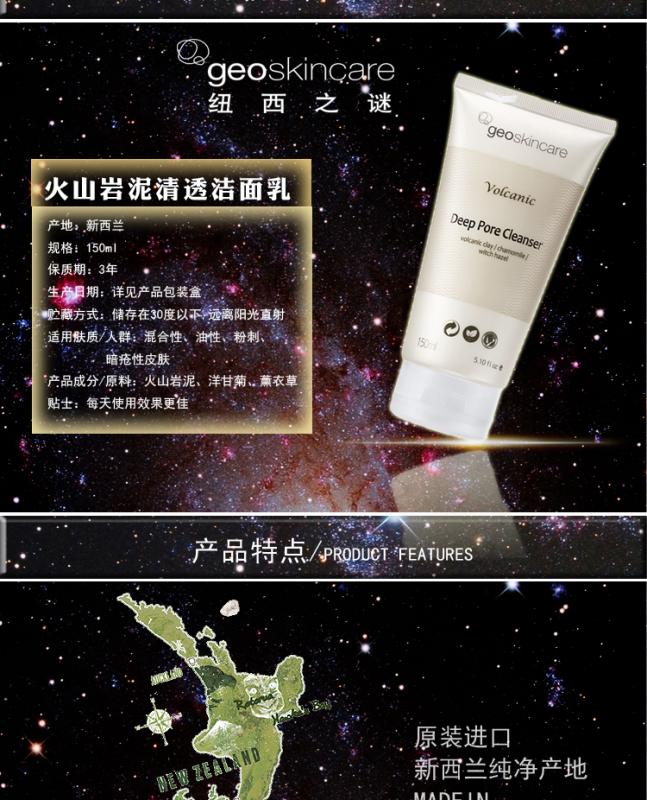 geoskincare
纽西之谜
geoskincare
Volcanic
Deep Pore Cleanser
volcanic clay / chamomile /
witch hazel
150ml
5.10 fl oz e
火山岩泥清透洁面乳
产地：新西兰
规格：150ml
保质期：3年
生产日期：详见产品包装盒
贮藏方式：储存在30度以下 远离阳光直射
适用肤质/人群：混合性、油性、粉刺、
暗疮性皮肤
产品成分/原料：火山岩泥、洋甘菊、薰衣草
贴士：每天使用效果更佳
产品特点/PRODUCT FEATURES
AUCKLAND
Rotorua
NEW ZEALAND
原装进口
新西兰纯净产地
MADE IN